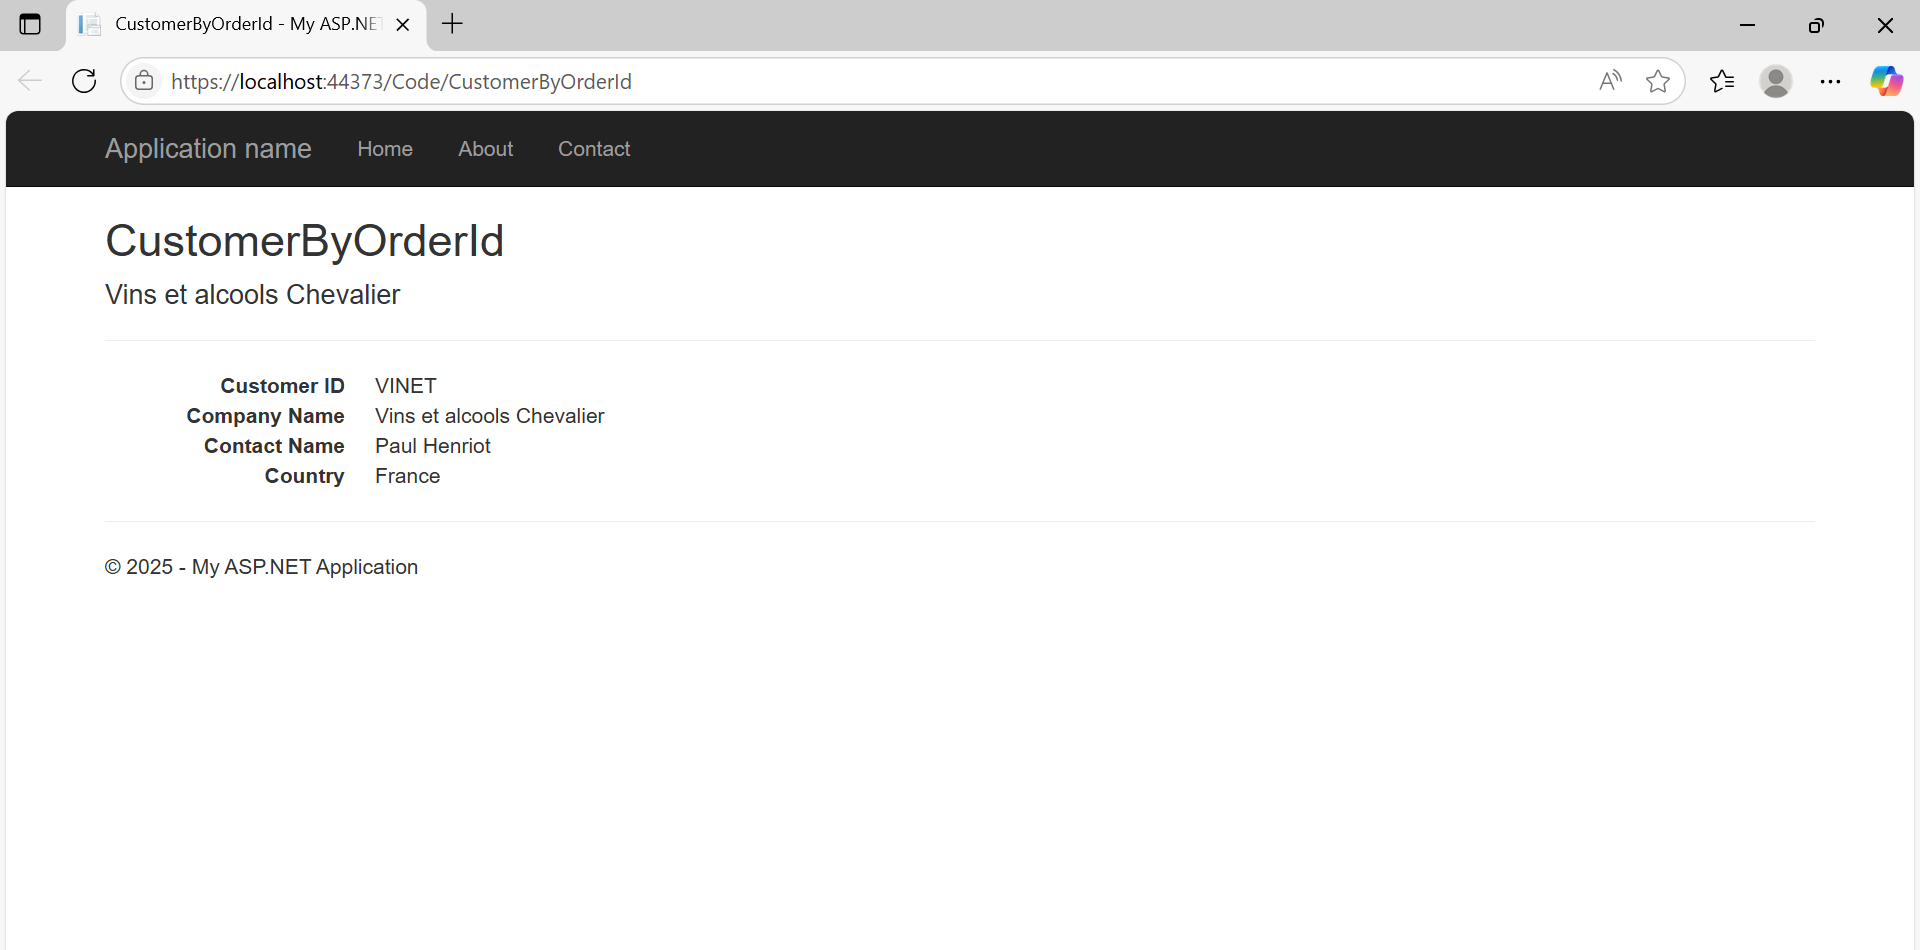 CustomerByOrderId - My ASP.NET
https://localhost:44373/Code/CustomerByOrderId
Application name Home About Contact
CustomerByOrderId
Vins et alcools Chevalier
Customer ID VINET
Company Name Vins et alcools Chevalier
Contact Name Paul Henriot
Country France
© 2025 - My ASP.NET Application